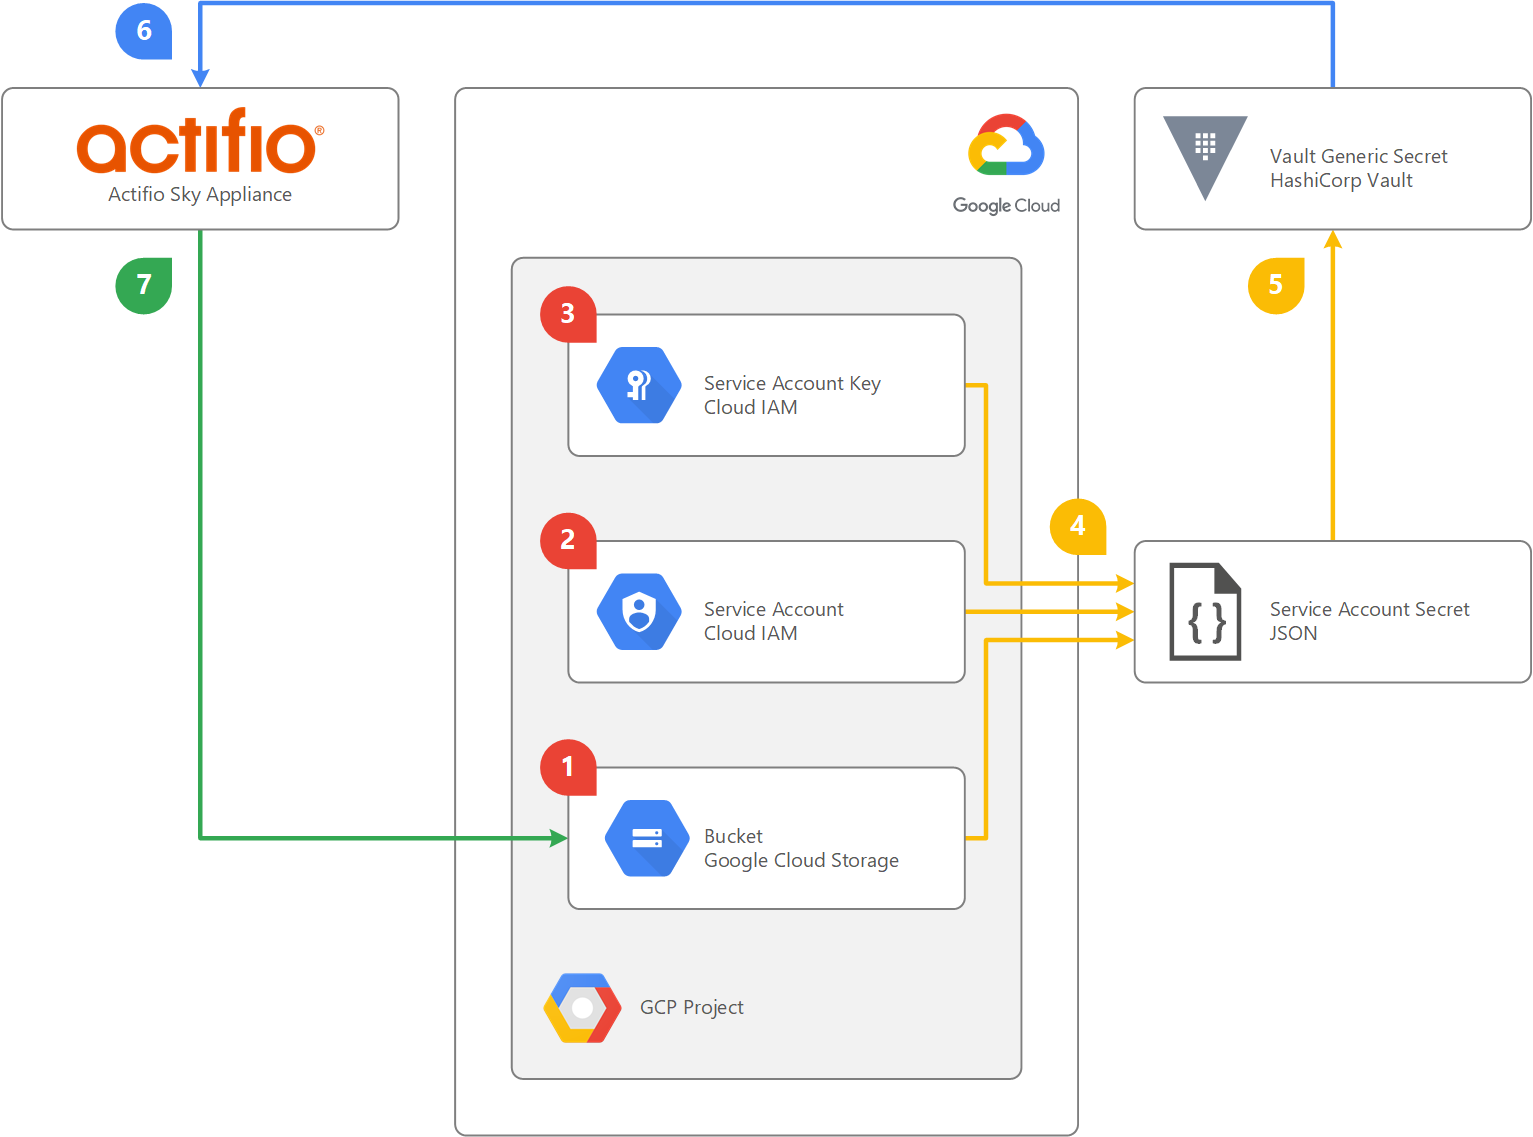 6
actifio®
Actifio Sky Appliance
7
Google Cloud
3
Service Account Key
Cloud IAM
2
Service Account
Cloud IAM
1
Bucket
Google Cloud Storage
GCP Project
4
Vault Generic Secret
HashiCorp Vault
5
{ }
Service Account Secret
JSON